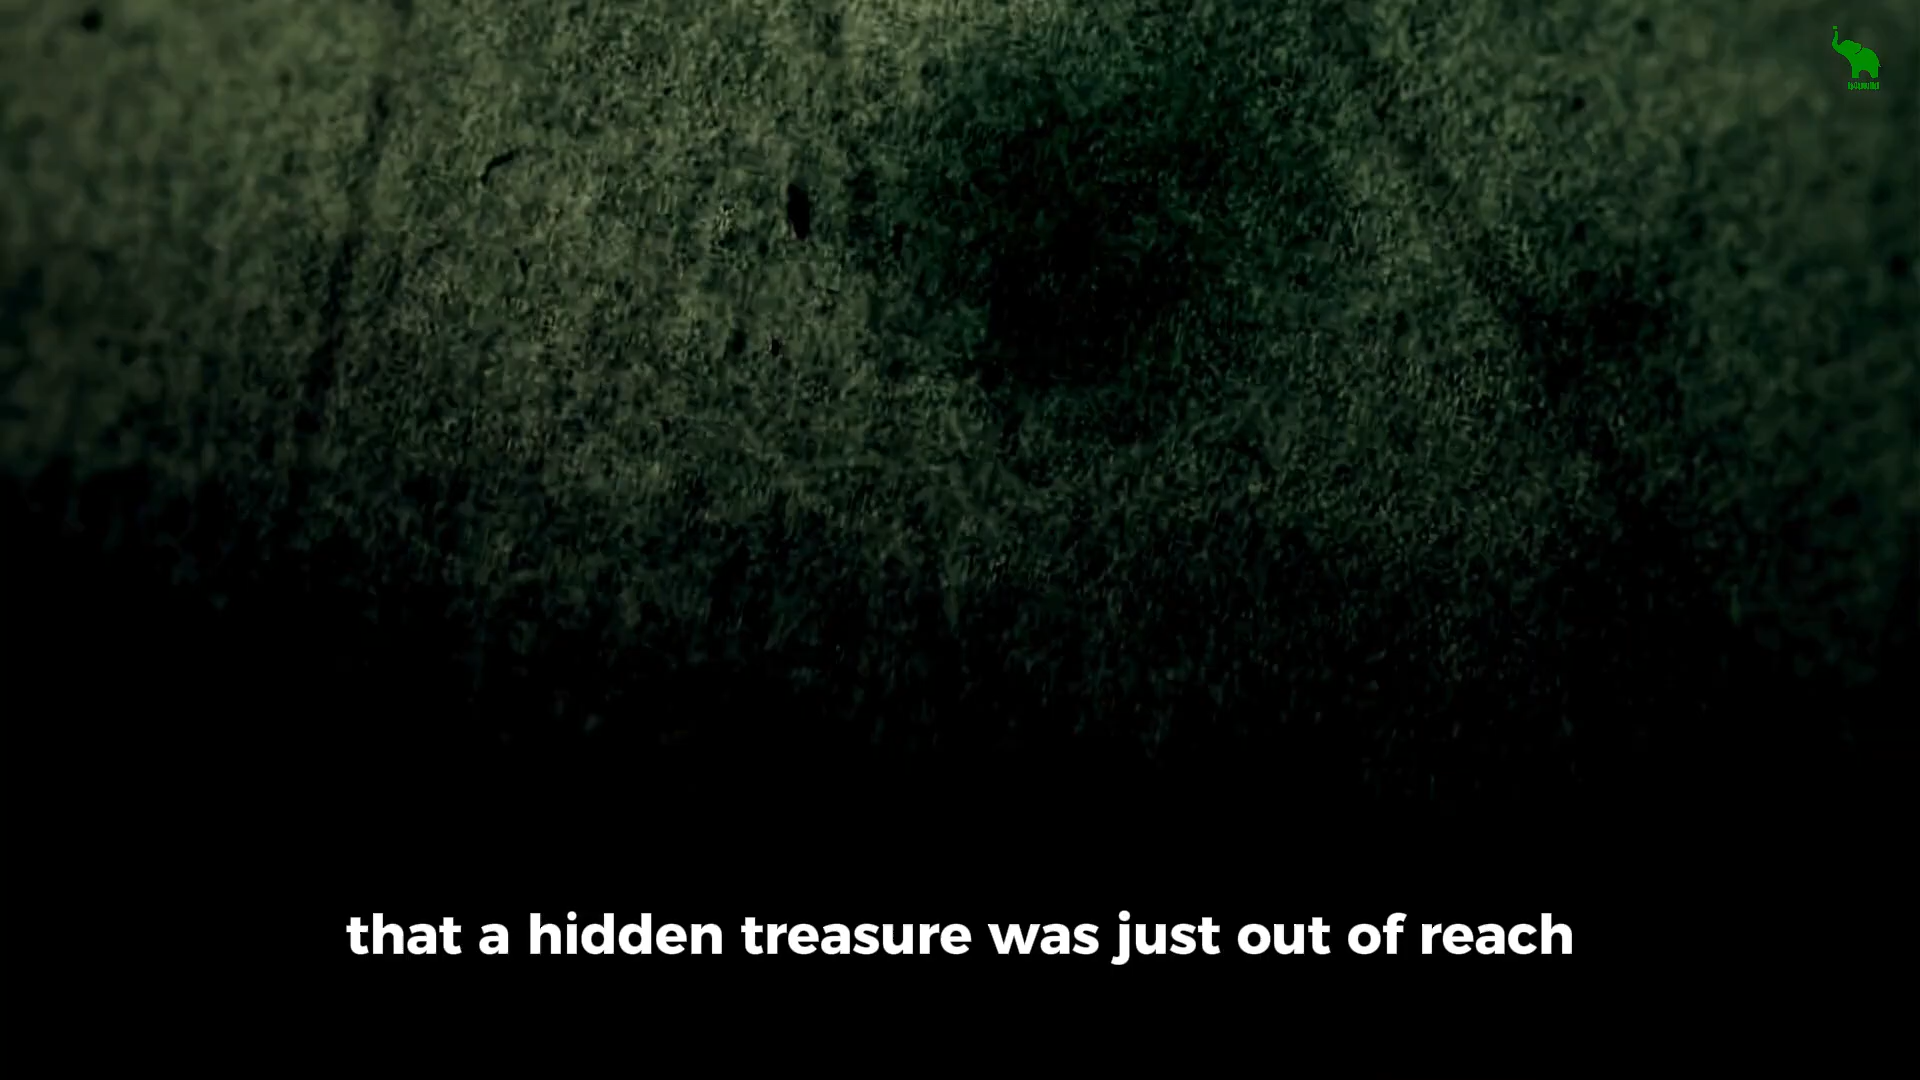 that a hidden treasure was just out of reach